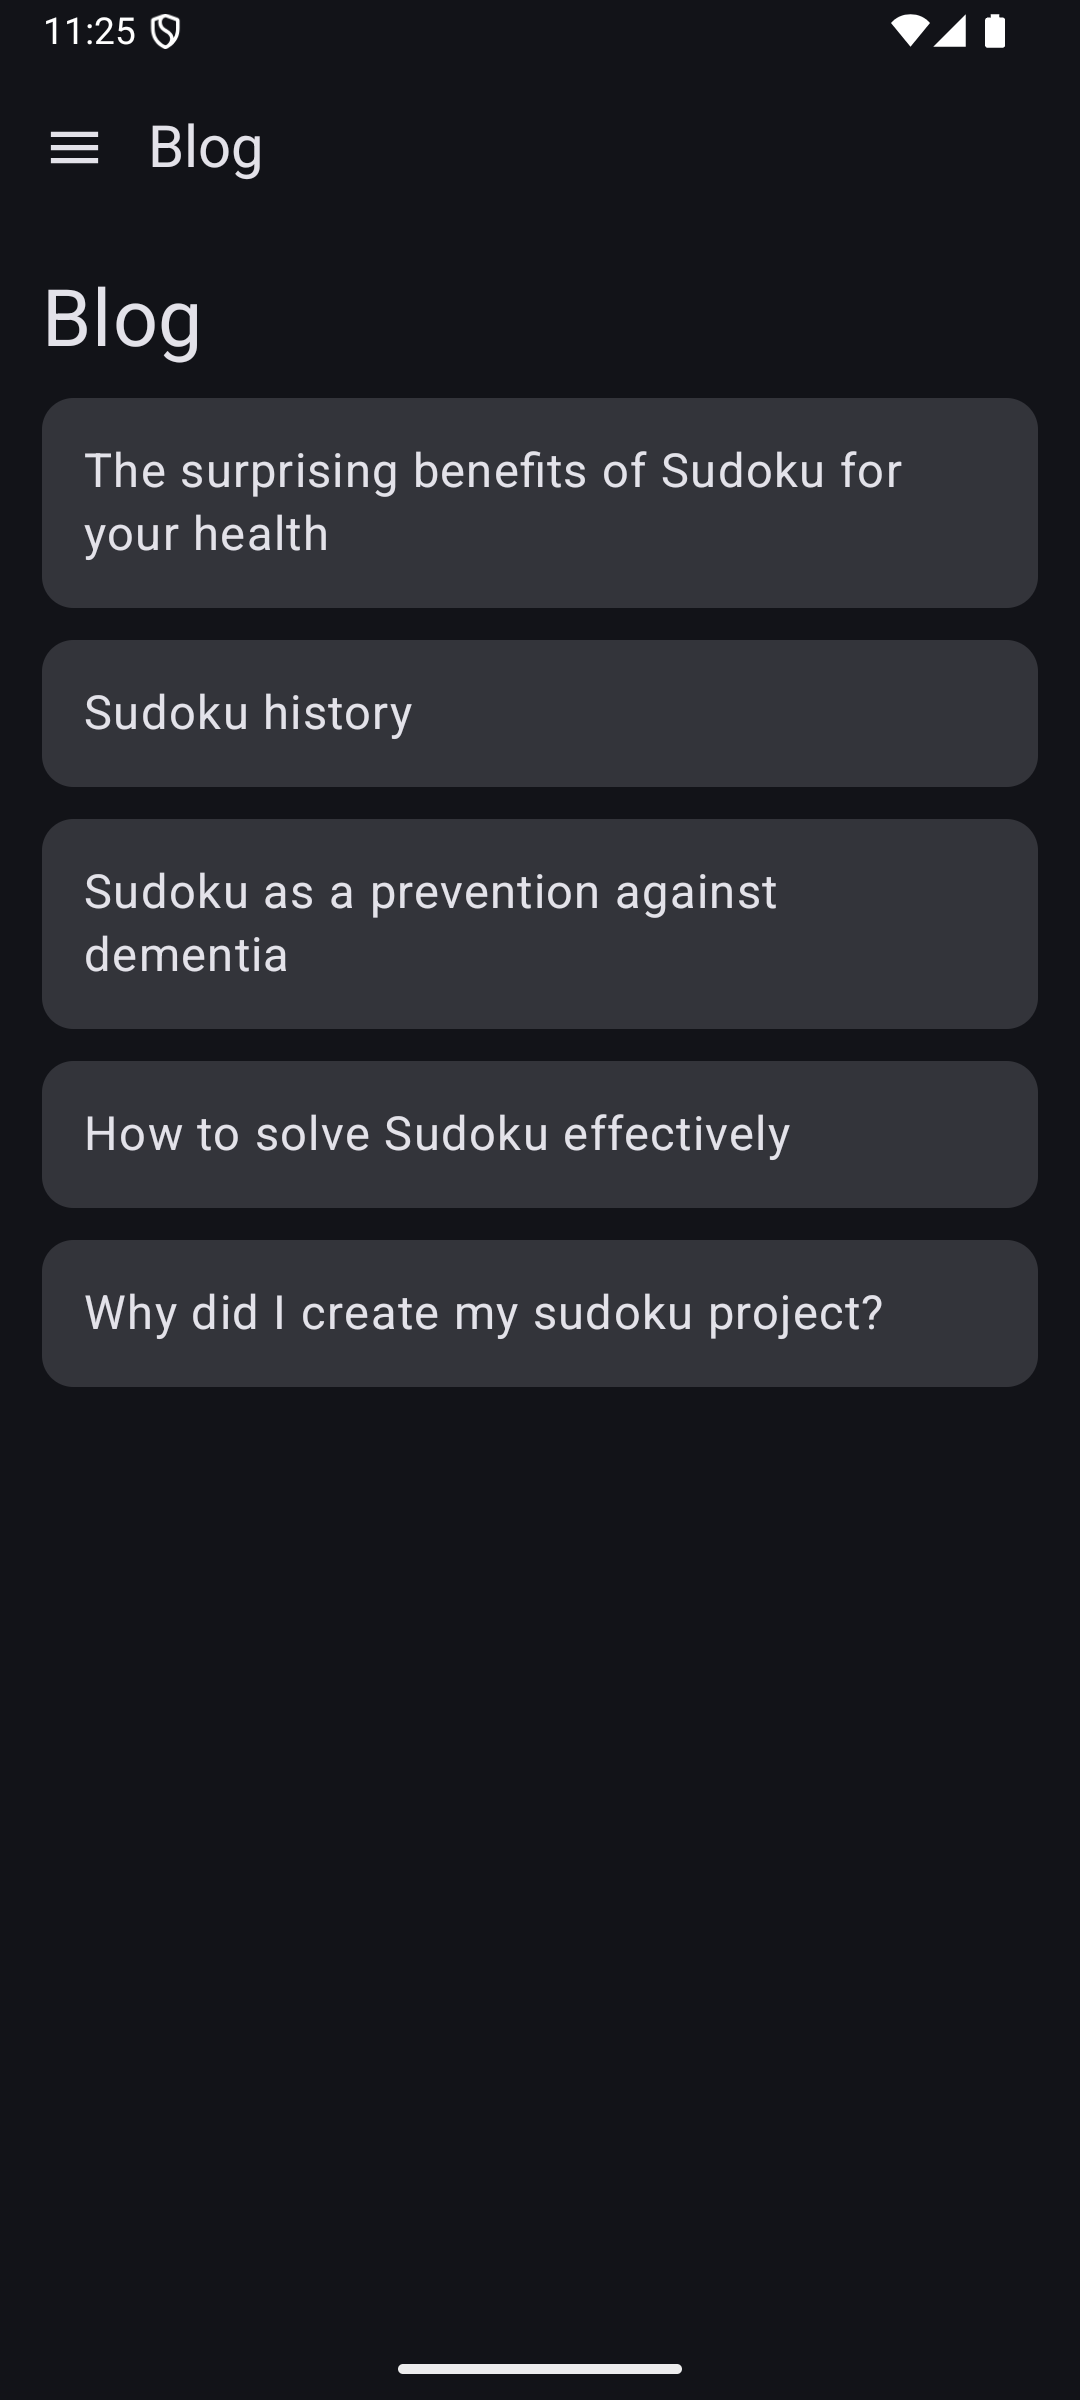 11:25
Blog
Blog
The surprising benefits of Sudoku for
your health
Sudoku history
Sudoku as a prevention against
dementia
How to solve Sudoku effectively
Why did I create my sudoku project?